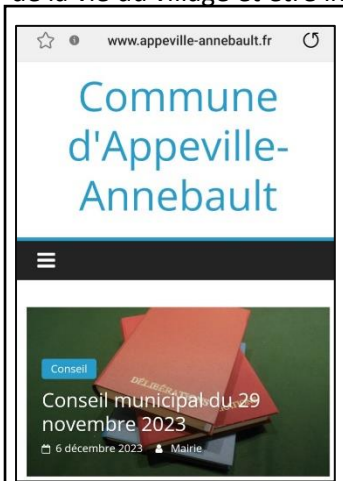 de la vie du village et être in
www.appeville-annebault.fr
Commune
d'Appeville-
Annebault
Conseil
DÉLIBÉRATIONS
Conseil municipal du 29
novembre 2023
6 décembre 2023 Mairie